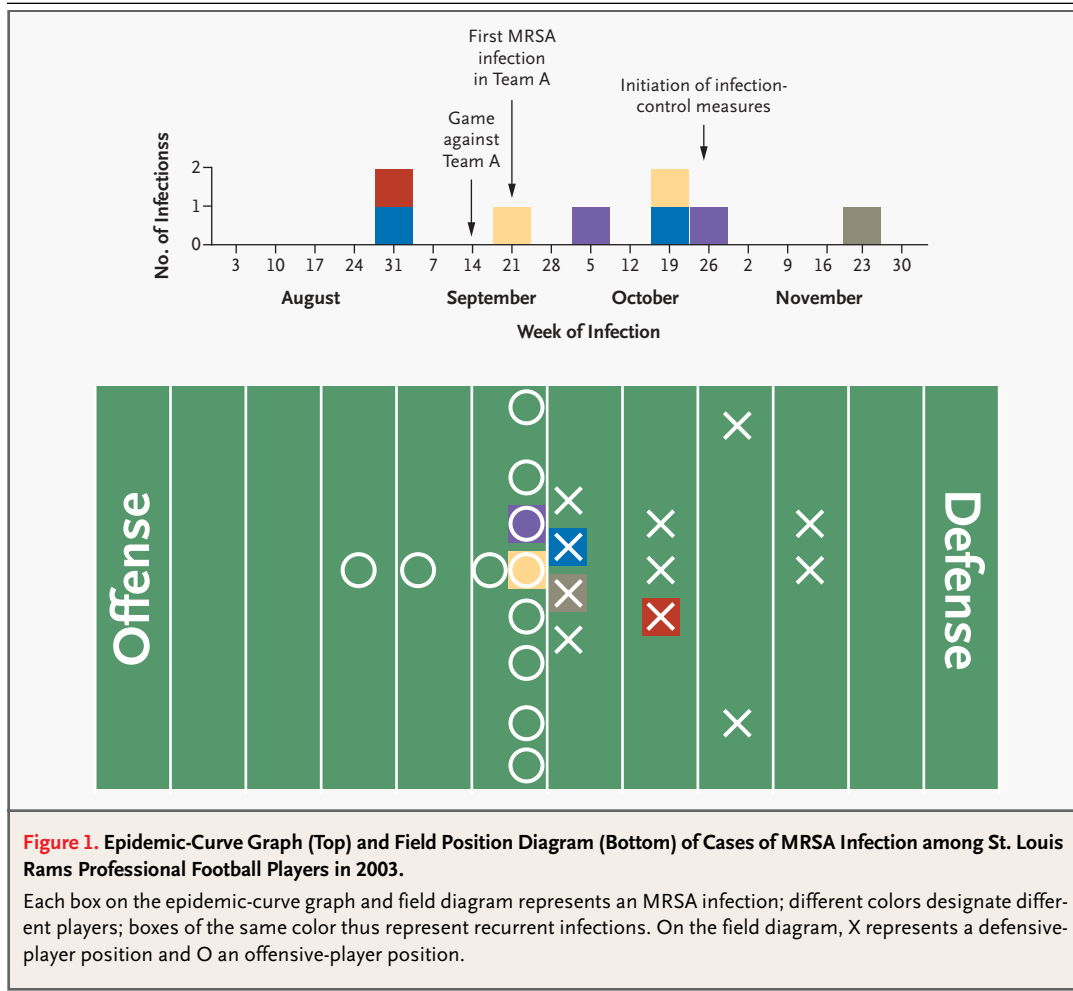 First MRSA
infection
in Team A
Initiation of infection-
control measures
Game
against
Team A
No. of Infectionss
2
1
0
3 10 17 24 31 7 14 21 28 5 12 19 26 2 9 16 23 30
August September October November
Week of Infection
Offense
Defense
Figure 1. Epidemic-Curve Graph (Top) and Field Position Diagram (Bottom) of Cases of MRSA Infection among St. Louis
Rams Professional Football Players in 2003.
Each box on the epidemic-curve graph and field diagram represents an MRSA infection; different colors designate differ-
ent players; boxes of the same color thus represent recurrent infections. On the field diagram, X represents a defensive-
player position and O an offensive-player position.